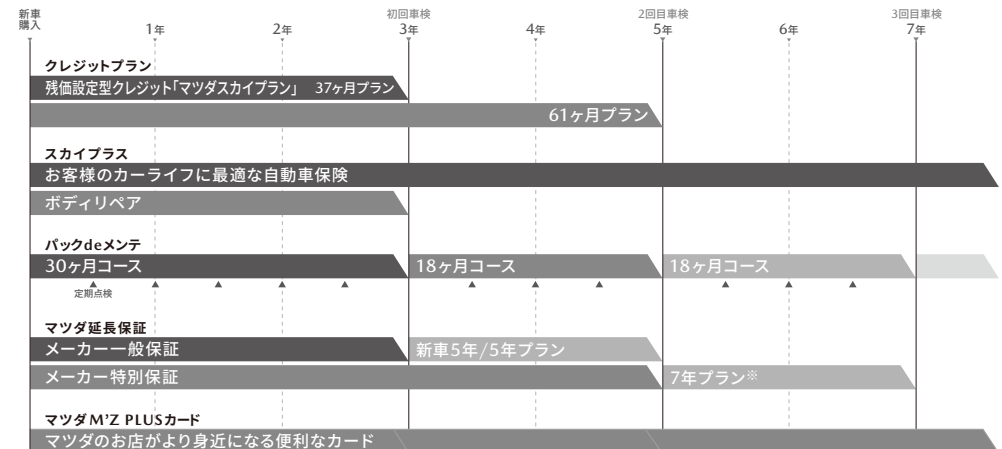 新車
購入
初回車検
2回目車検
3回目車検
1年
2年
3年
4年
5年
6年
7年
クレジットプラン
残価設定型クレジット「マツダスカイプラン」 37ヶ月プラン
61ヶ月プラン
スカイプラス
お客様のカーライフに最適な自動車保険
ボディリペア
パックdeメンテ
30ヶ月コース
18ヶ月コース
18ヶ月コース
定期点検
マツダ延長保証
メーカー一般保証
新車5年/5年プラン
メーカー特別保証
7年プラン※
マツダM'Z PLUSカード
マツダのお店がより身近になる便利なカード